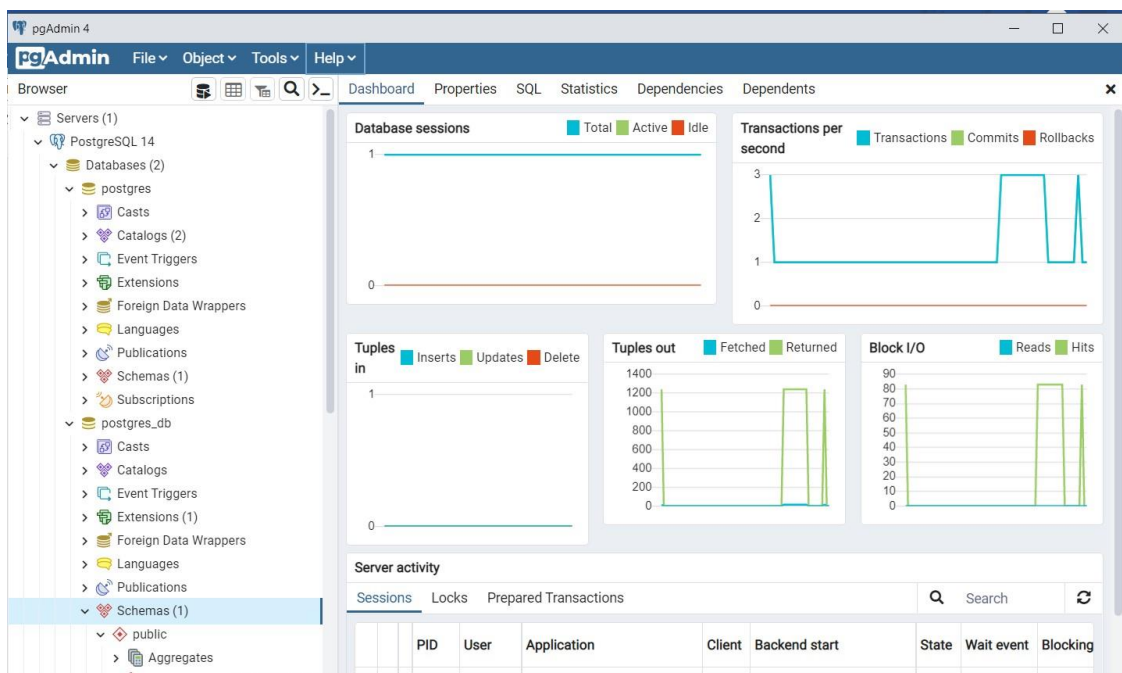 pgAdmin 4
pgAdmin File Object Tools Help
Browser
Servers (1)
PostgreSQL 14
Databases (2)
postgres
Casts
Catalogs (2)
Event Triggers
Extensions
Foreign Data Wrappers
Languages
Publications
Schemas (1)
Subscriptions
postgres_db
Casts
Catalogs
Event Triggers
Extensions (1)
Foreign Data Wrappers
Languages
Publications
Schemas (1)
public
Aggregates
Dashboard Properties SQL Statistics Dependencies Dependents
Database sessions Total Active Idle
1
0
Transactions per second Transactions Commits Rollbacks
3
2
1
0
Tuples in Inserts Updates Delete
1
0
Tuples out Fetched Returned
1400
1200
1000
800
600
400
200
0
Block I/O Reads Hits
90
80
70
60
50
40
30
20
10
0
Server activity
Sessions Locks Prepared Transactions Search
PID User Application Client Backend start State Wait event Blocking